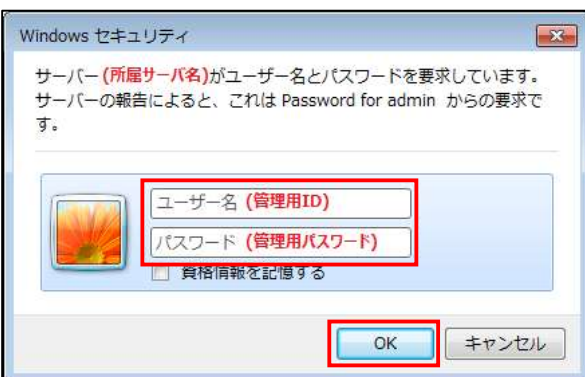 Windows セキュリティ
サーバー (所属サーバ名)がユーザー名とパスワードを要求しています。
サーバーの報告によると、これは Password for admin からの要求で
す。
ユーザー名 (管理用ID)
パスワード (管理用パスワード)
資格情報を記憶する
OK
キャンセル